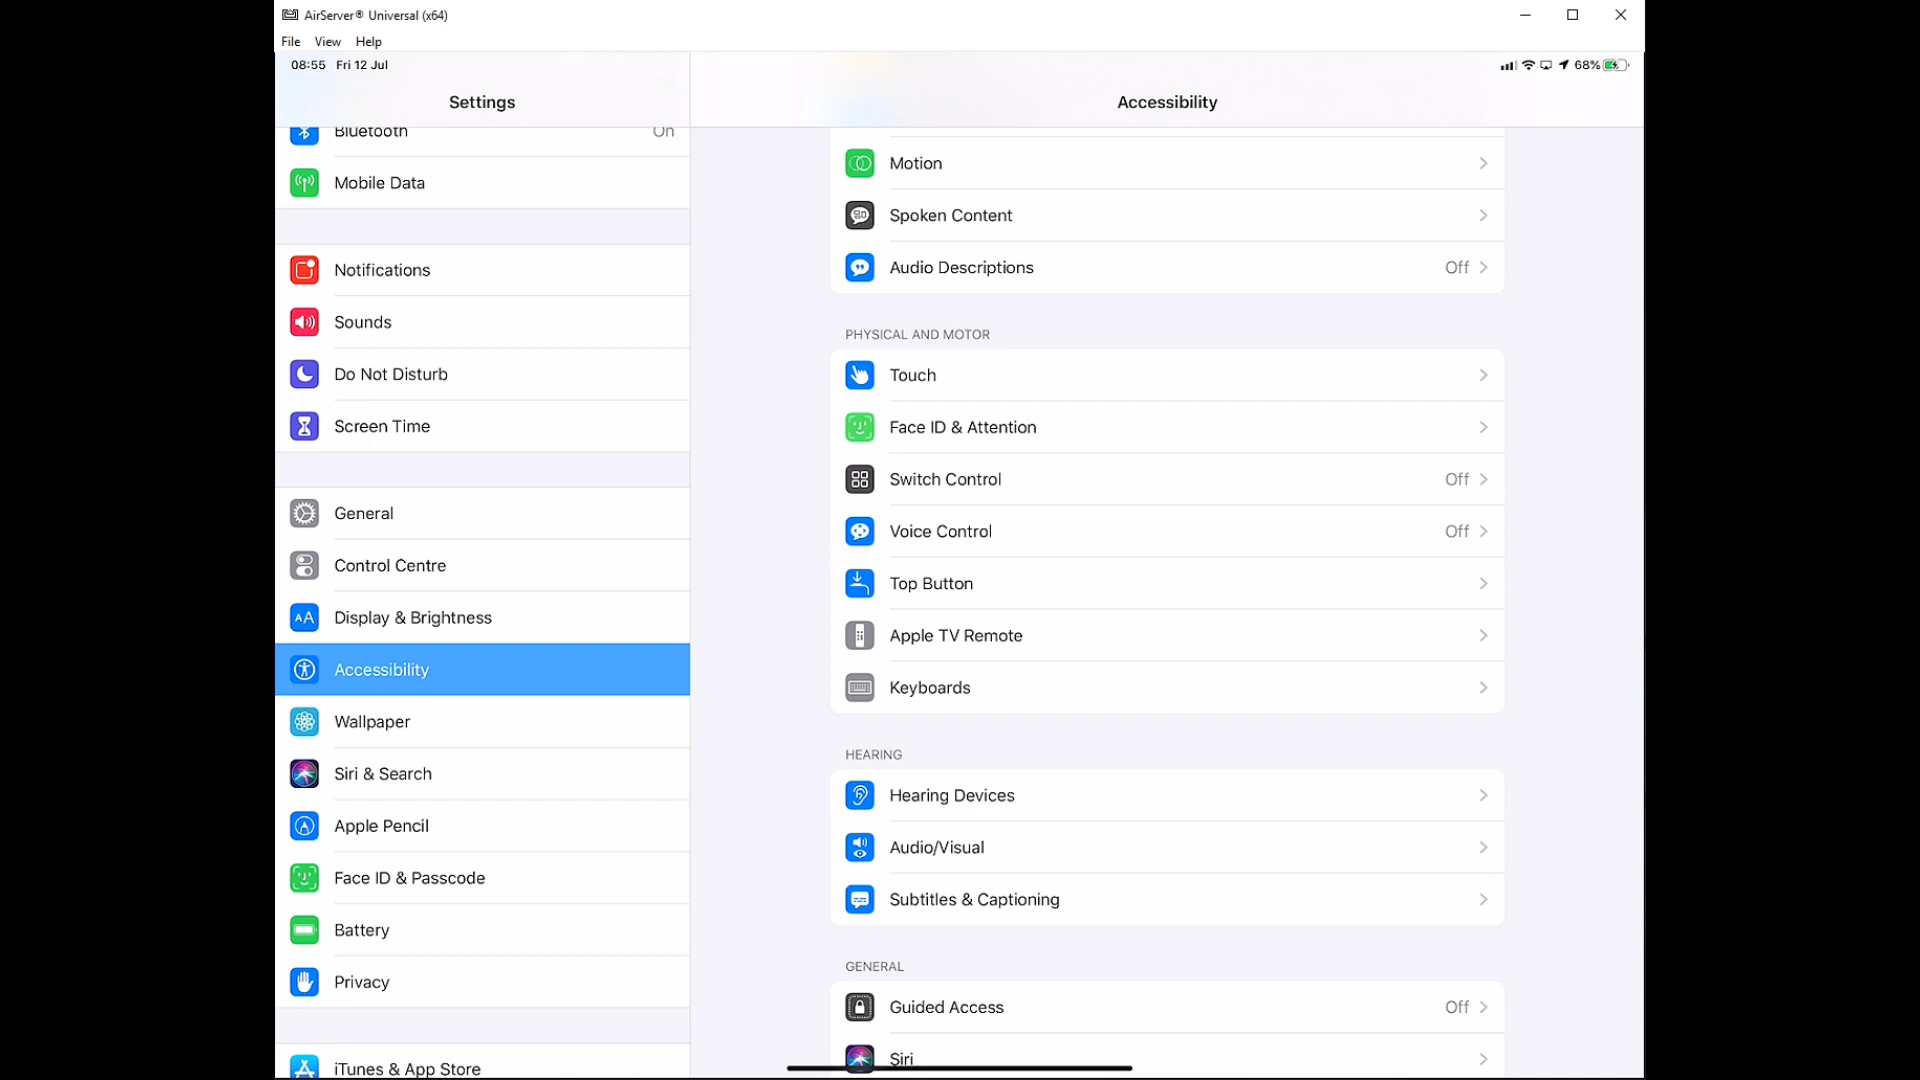 AirServer® Universal (x64)
File View Help
08:55 Fri 12 Jul
68%
Settings
Bluetooth On
Mobile Data
Notifications
Sounds
Do Not Disturb
Screen Time
General
Control Centre
Display & Brightness
Accessibility
Wallpaper
Siri & Search
Apple Pencil
Face ID & Passcode
Battery
Privacy
iTunes & App Store
Accessibility
Motion
Spoken Content
Audio Descriptions Off
PHYSICAL AND MOTOR
Touch
Face ID & Attention
Switch Control Off
Voice Control Off
Top Button
Apple TV Remote
Keyboards
HEARING
Hearing Devices
Audio/Visual
Subtitles & Captioning
GENERAL
Guided Access Off
Siri